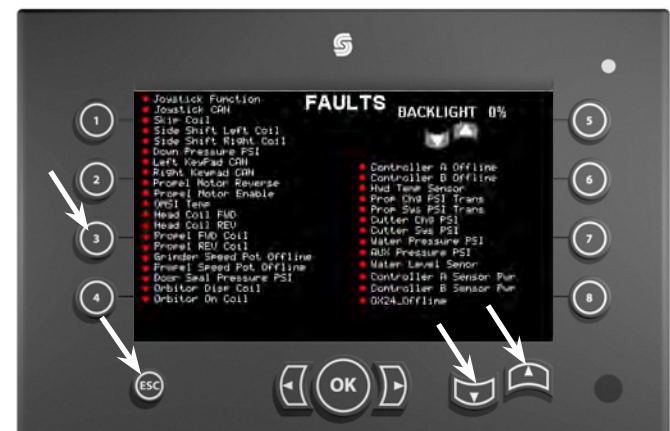 FAULTS
BACKLIGHT 0%
Joystick Function
Joystick CAN
Skip Coil
Side Shift Left Coil
Side Shift Right Coil
Down Pressure PSI
Left KeyPad CAN
Right Keypad CAN
Propel Motor Reverse
Propel Motor Enable
OMSI Temp
Head Coil FWD
Head Coil REV
Propel FWD Coil
Propel REV Coil
Grinder Speed Pot Offline
Propel Speed Pot Offline
Door Seal Pressure PSI
Orbitor Disp Coil
Orbitor On Coil
Controller A Offline
Controller B Offline
Hyd Temp Sensor
Prop Chg PSI Trans
Prop Sys PSI Trans
Cutter Chg PSI
Cutter Sys PSI
Water Pressure PSI
AUX Pressure PSI
Water Level Senor
Controller A Sensor Pwr
Controller B Sensor Pwr
OX24_Offline
1
2
3
4
5
6
7
8
ESC
OK